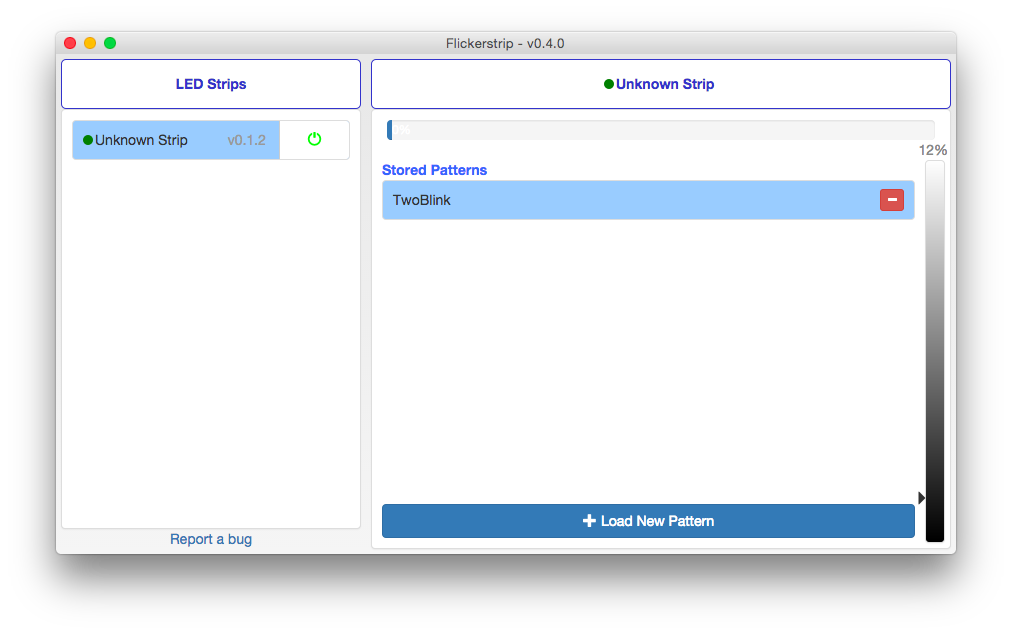 Flickerstrip - v0.4.0
LED Strips
Unknown Strip
Unknown Strip v0.1.2
0%
12%
Stored Patterns
TwoBlink
Load New Pattern
Report a bug